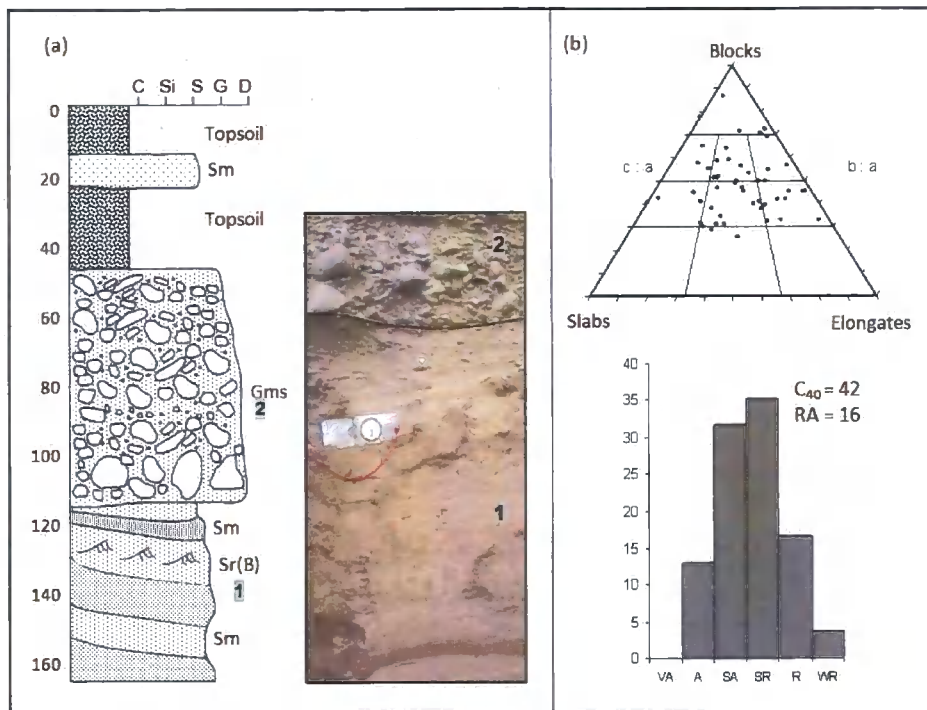 (a)
C Si S G D
0
Topsoil
Sm
20
Topsoil
40
60
80
Gms
2
100
120
Sm
Sr(B)
1
140
Sm
160
2
1
(b)
Blocks
c : a
b : a
Slabs
Elongates
40
35
30
25
20
15
10
5
0
C40 = 42
RA = 16
VA A SA SR R WR